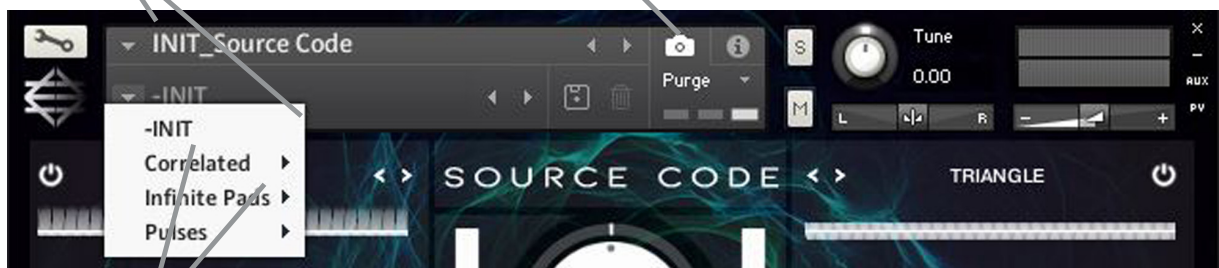 INIT_Source Code
S
Tune
0.00
X
–
AUX
PV
-INIT
Purge
M
L
R
–
+
-INIT
Correlated
Infinite Pads
Pulses
< >
SOURCE CODE
< >
TRIANGLE